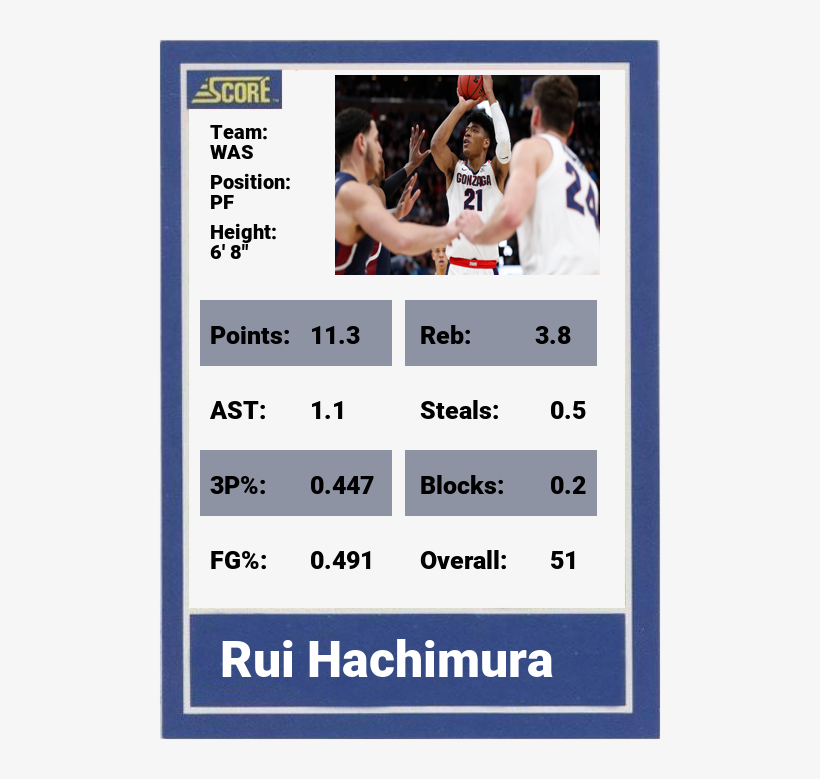 SCORE
Team:
WAS
Position:
PF
Height:
6' 8"
GONZAGA
21
24
Points: 11.3 Reb: 3.8
AST: 1.1 Steals: 0.5
3P%: 0.447 Blocks: 0.2
FG%: 0.491 Overall: 51
Rui Hachimura